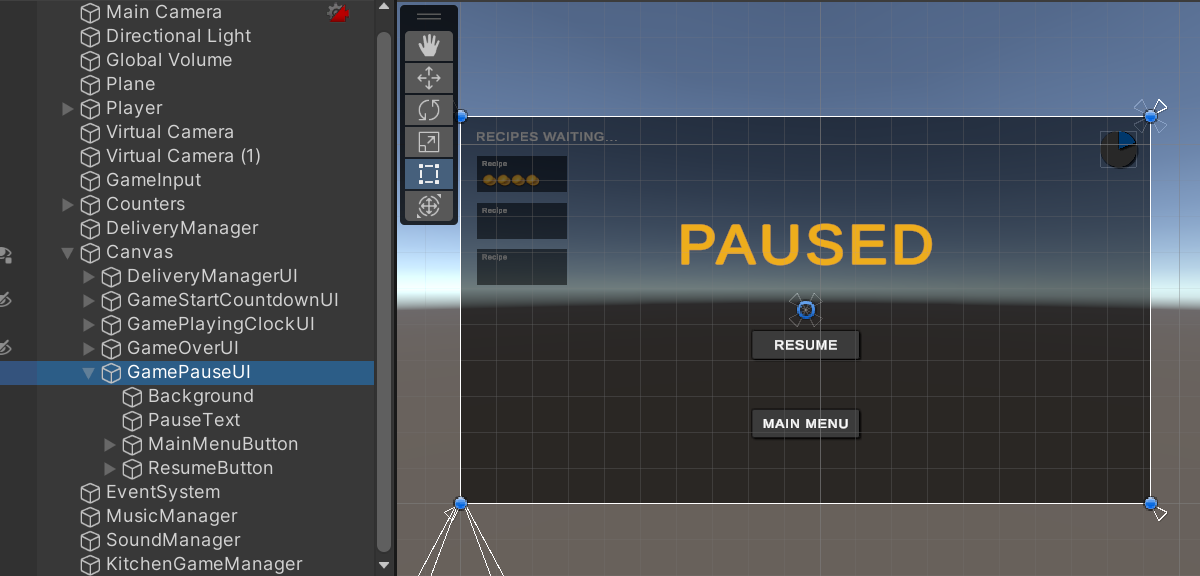 Main Camera
Directional Light
Global Volume
Plane
Player
Virtual Camera
Virtual Camera (1)
GameInput
Counters
DeliveryManager
Canvas
DeliveryManagerUI
GameStartCountdownUI
GamePlayingClockUI
GameOverUI
GamePauseUI
Background
PauseText
MainMenuButton
ResumeButton
EventSystem
MusicManager
SoundManager
KitchenGameManager
RECIPES WAITING...
Recipe
Recipe
Recipe
PAUSED
RESUME
MAIN MENU